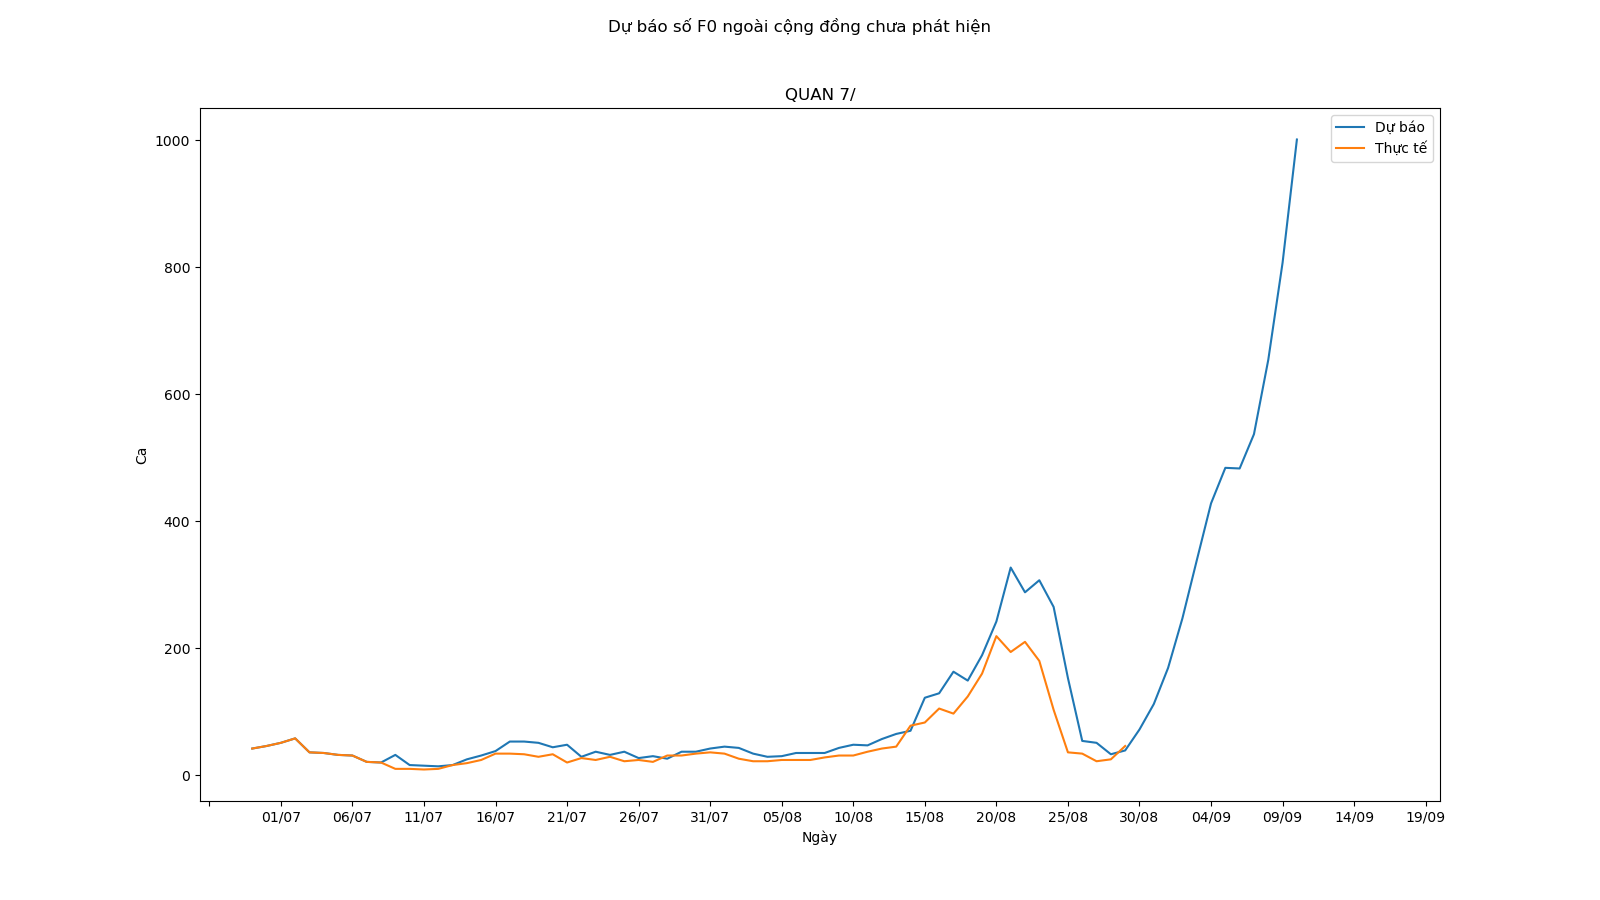 Dự báo số F0 ngoài cộng đồng chưa phát hiện
QUAN 7/
Dự báo
Thực tế
1000
800
600
400
200
0
Ca
01/07 06/07 11/07 16/07 21/07 26/07 31/07 05/08 10/08 15/08 20/08 25/08 30/08 04/09 09/09 14/09 19/09
Ngày